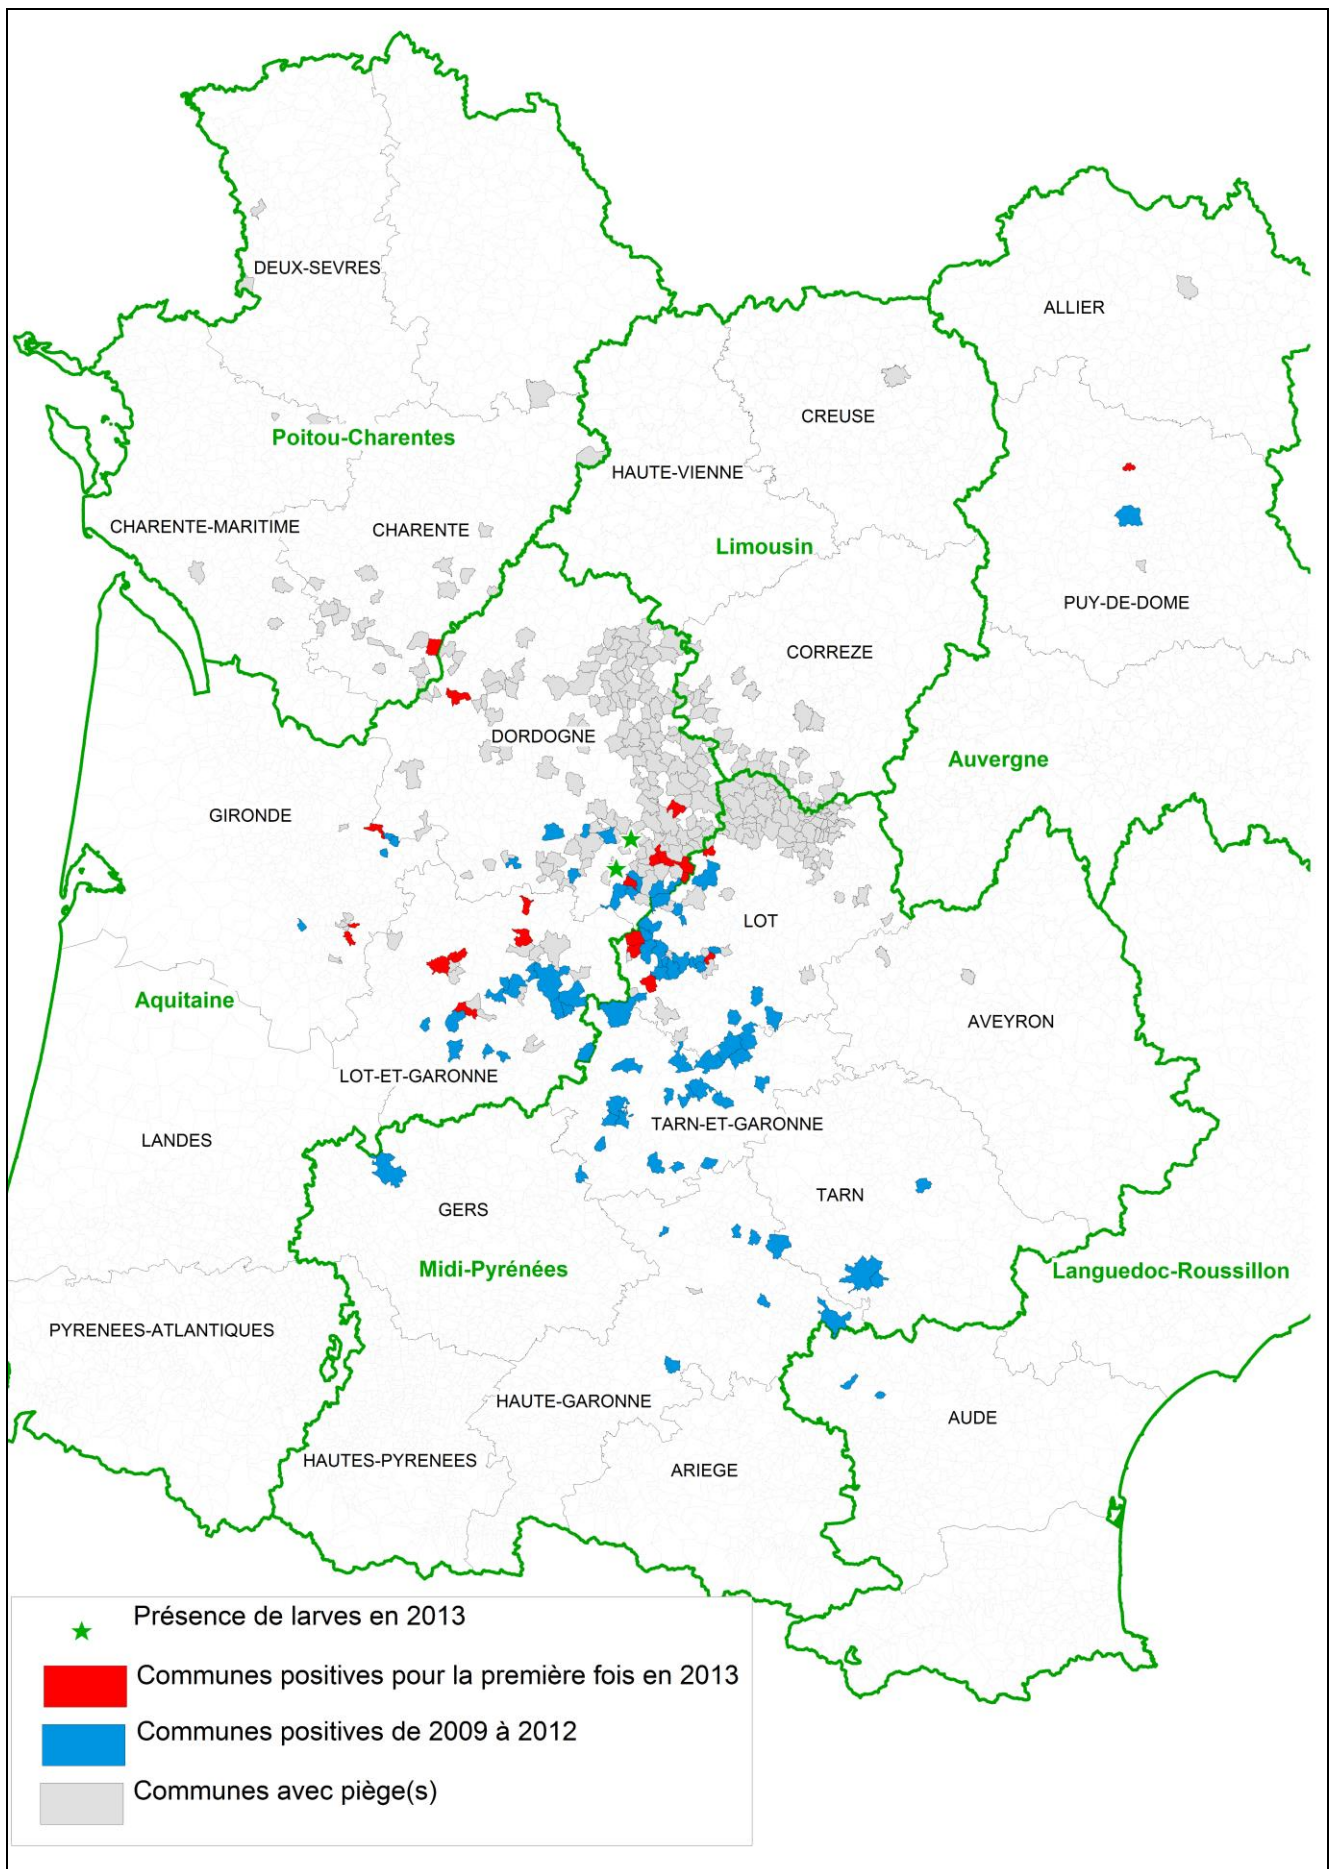 DEUX-SEVRES
ALLIER
CREUSE
Poitou-Charentes
HAUTE-VIENNE
CHARENTE-MARITIME
CHARENTE
Limousin
PUY-DE-DOME
CORREZE
DORDOGNE
Auvergne
GIRONDE
LOT
Aquitaine
AVEYRON
LOT-ET-GARONNE
TARN-ET-GARONNE
LANDES
TARN
GERS
Midi-Pyrénées
Languedoc-Roussillon
PYRENEES-ATLANTIQUES
HAUTE-GARONNE
AUDE
HAUTES-PYRENEES
ARIEGE
Présence de larves en 2013
Communes positives pour la première fois en 2013
Communes positives de 2009 à 2012
Communes avec piège(s)